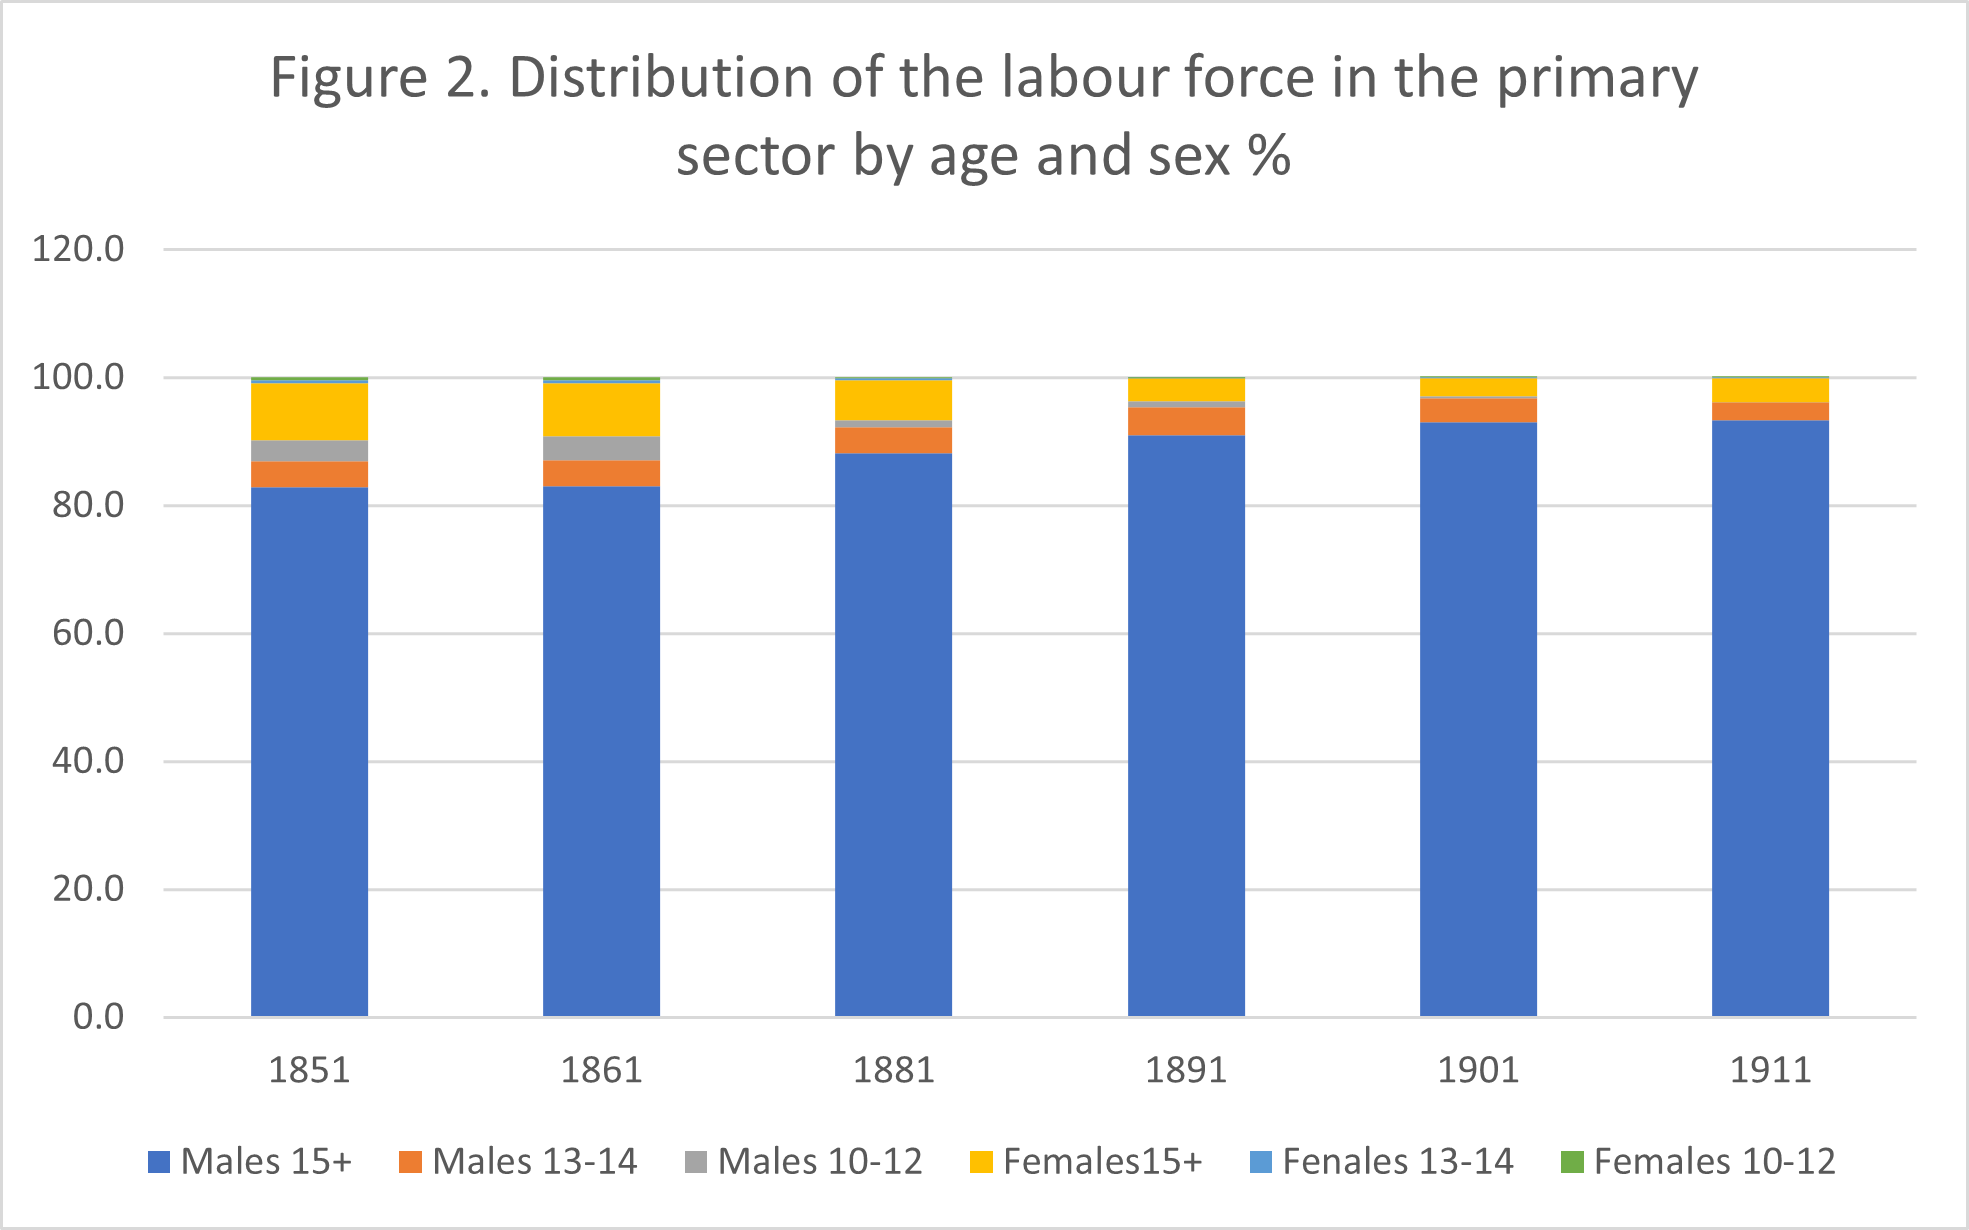 Figure 2. Distribution of the labour force in the primary
sector by age and sex %
120.0
100.0
80.0
60.0
40.0
20.0
0.0
1851 1861 1881 1891 1901 1911
Males 15+ Males 13-14 Males 10-12 Females15+ Fenales 13-14 Females 10-12